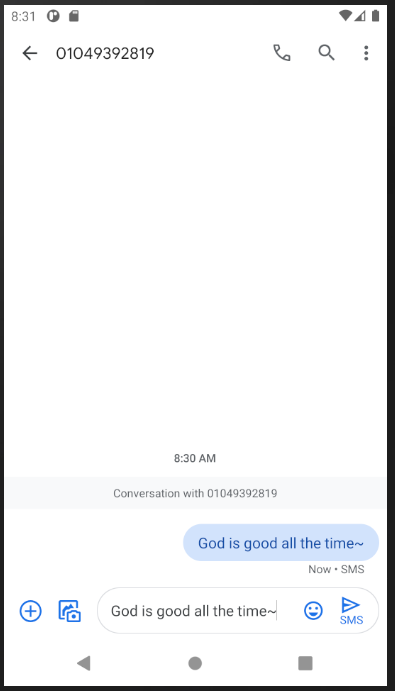 8:31
01049392819
8:30 AM
Conversation with 01049392819
God is good all the time~
Now • SMS
God is good all the time~
SMS